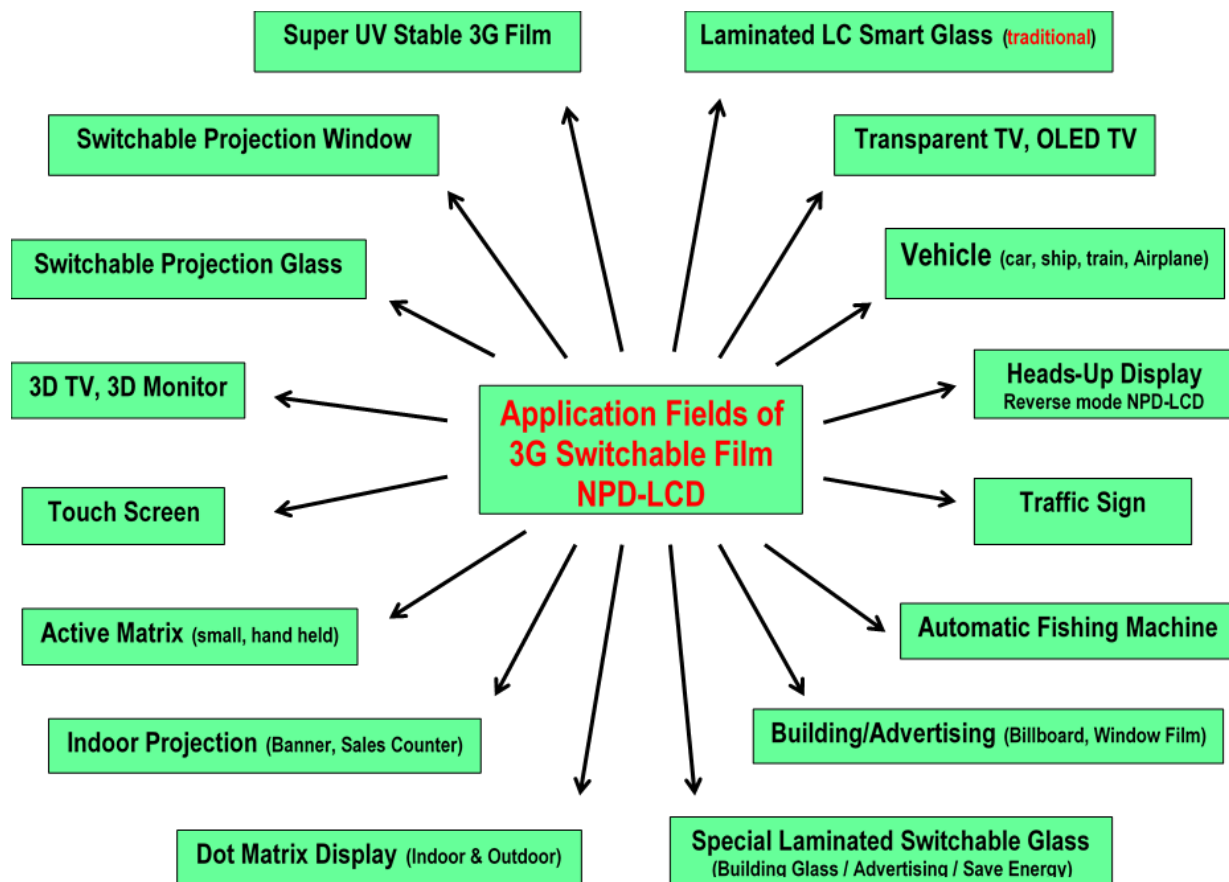 Super UV Stable 3G Film
Laminated LC Smart Glass (traditional)
Switchable Projection Window
Transparent TV, OLED TV
Switchable Projection Glass
Vehicle (car, ship, train, Airplane)
3D TV, 3D Monitor
Heads-Up Display
Reverse mode NPD-LCD
Application Fields of
3G Switchable Film
NPD-LCD
Touch Screen
Traffic Sign
Active Matrix (small, hand held)
Automatic Fishing Machine
Indoor Projection (Banner, Sales Counter)
Building/Advertising (Billboard, Window Film)
Dot Matrix Display (Indoor & Outdoor)
Special Laminated Switchable Glass
(Building Glass / Advertising / Save Energy)